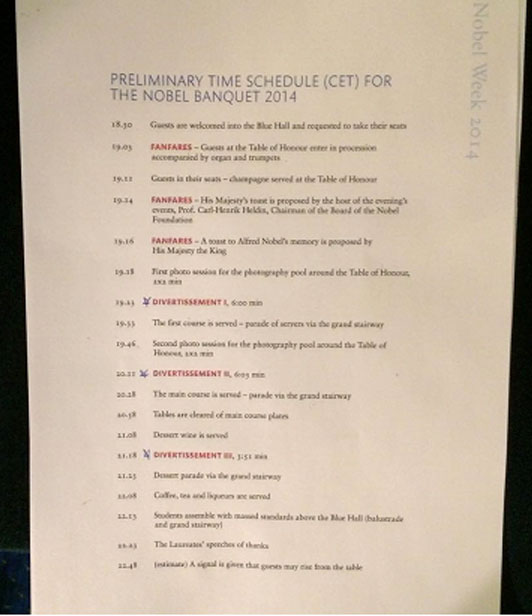 Nobel Week 2014
PRELIMINARY TIME SCHEDULE (CET) FOR
THE NOBEL BANQUET 2014
18.50 Guests are welcomed into the Blue Hall and requested to take their seats
19.05 FANFARES – Guests at the Table of Honour enter in procession
accompanied by organ and trumpets
19.12 Guests in their seats – champagne served at the Table of Honour
19.14 FANFARES – His Majesty's toast is proposed by the host of the evening's
events, Prof. Carl-Henrik Heldin, Chairman of the Board of the Nobel
Foundation
19.16 FANFARES – A toast to Alfred Nobel's memory is proposed by
His Majesty the King
19.18 First photo session for the photography pool around the Table of Honour,
min
19.23 DIVERTISSEMENT I, 6:00 min
19.33 The first course is served – parade of servers via the grand stairway
19.46 Second photo session for the photography pool around the Table of
Honour, min
DIVERTISSEMENT II, 6:05 min
20.28 The main course is served – parade via the grand stairway
20.58 Tables are cleared of main course plates
21.08 Dessert wine is served
21.18 DIVERTISSEMENT III, 5:51 min
21.25 Dessert parade via the grand stairway
22.08 Coffee, tea and liqueurs are served
22.15 Students assemble with massed standards above the Blue Hall (balustrade
and grand stairway)
22.25 The Laureates' speeches of thanks
22.48 (estimate) A signal is given that guests may rise from the table